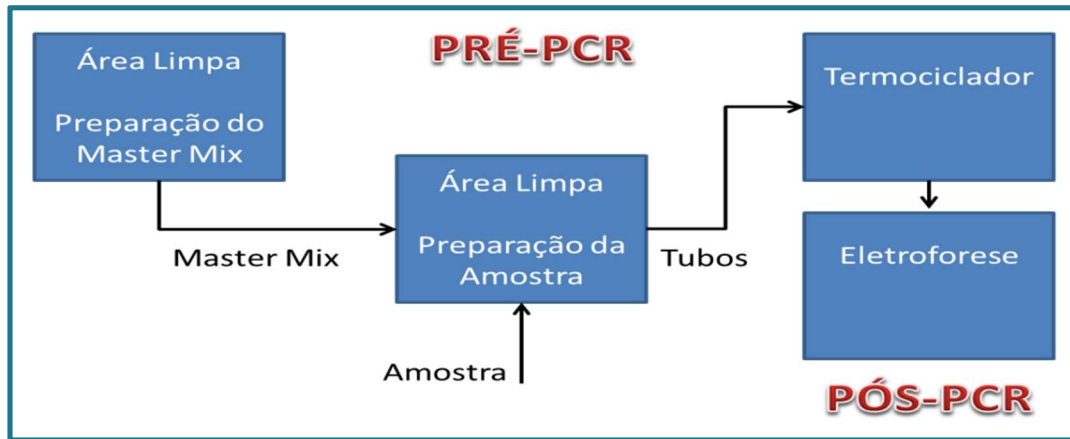 PRÉ-PCR
Área Limpa
Preparação do
Master Mix
Master Mix
Área Limpa
Preparação da
Amostra
Amostra
Tubos
Termociclador
Eletroforese
PÓS-PCR